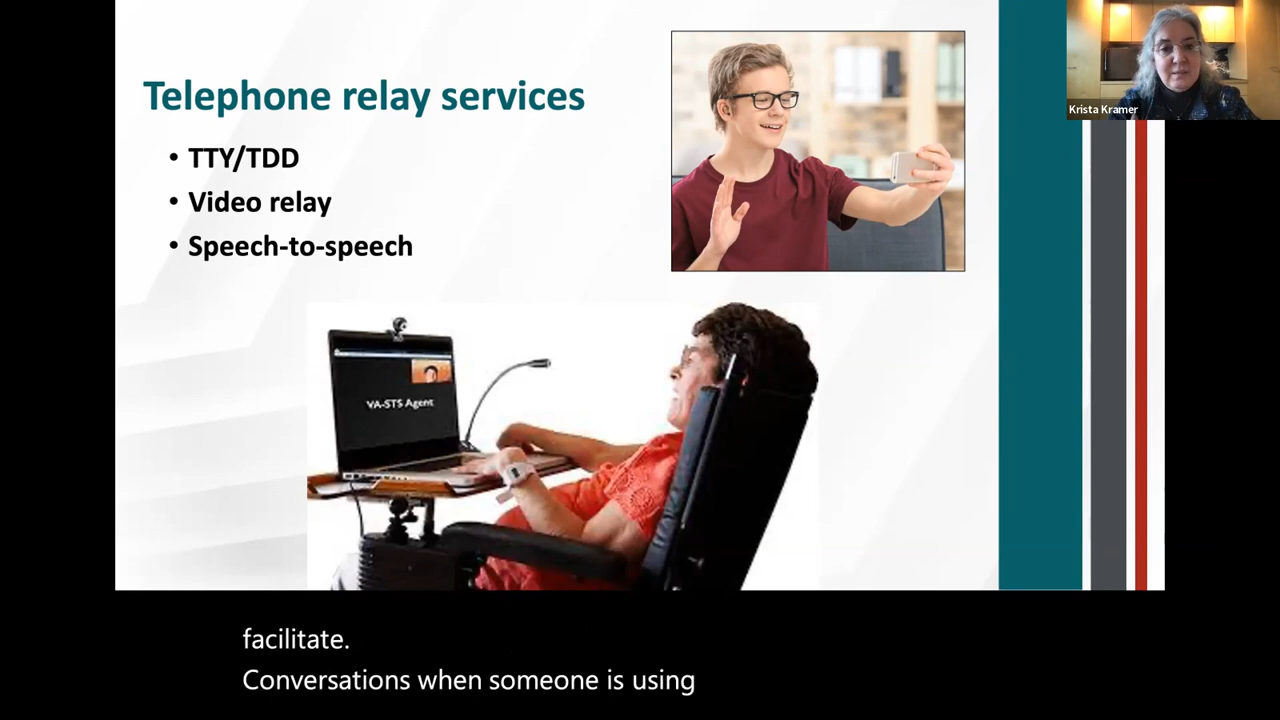 Telephone relay services
• TTY/TDD
• Video relay
• Speech-to-speech
Krista Kramer
VA-STS Agent
facilitate.
Conversations when someone is using